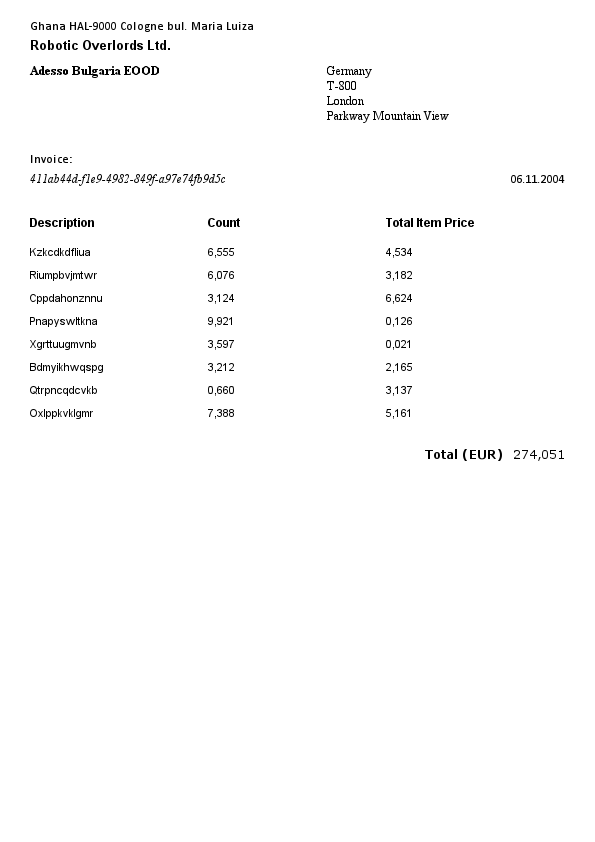 Ghana HAL-9000 Cologne bul. Maria Luiza
Robotic Overlords Ltd.
Adesso Bulgaria EOOD
Germany
T-800
London
Parkway Mountain View
Invoice:
411ab44d-f1e9-4982-849f-a97e74fb9d5c 06.11.2004
Description Count Total Item Price
Kzkcdkdfliua 6,555 4,534
Riumpbvjmtwr 6,076 3,182
Cppdahonznnu 3,124 6,624
Pnapyswltkna 9,921 0,126
Xgrttuugmvnb 3,597 0,021
Bdmyikhwqspg 3,212 2,165
Qtrpncqdcvkb 0,660 3,137
Oxlppkvklgmr 7,388 5,161
Total (EUR) 274,051